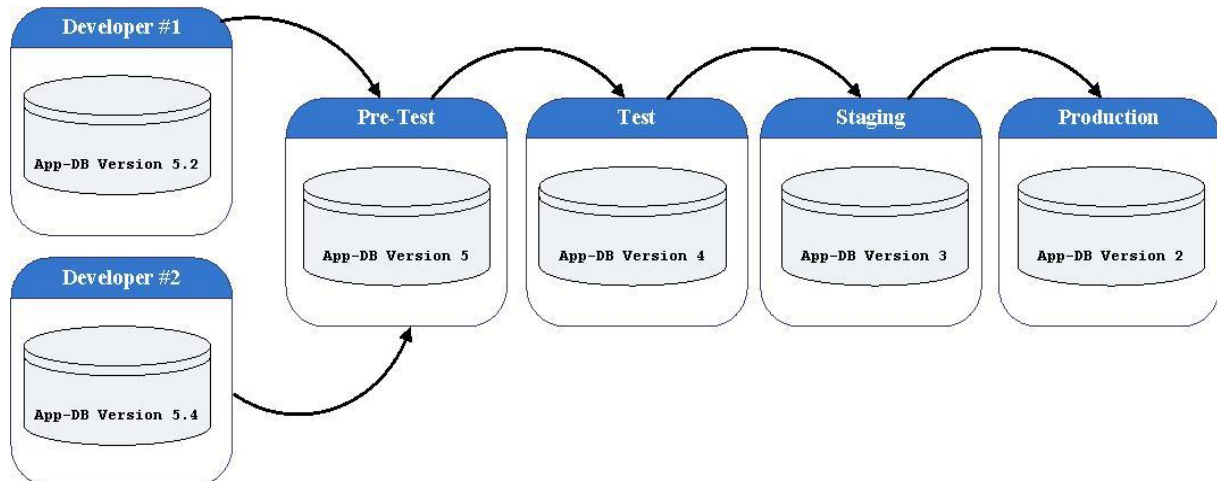 Developer #1
App-DB Version 5.2
Developer #2
App-DB Version 5.4
Pre-Test
App-DB Version 5
Test
App-DB Version 4
Staging
App-DB Version 3
Production
App-DB Version 2